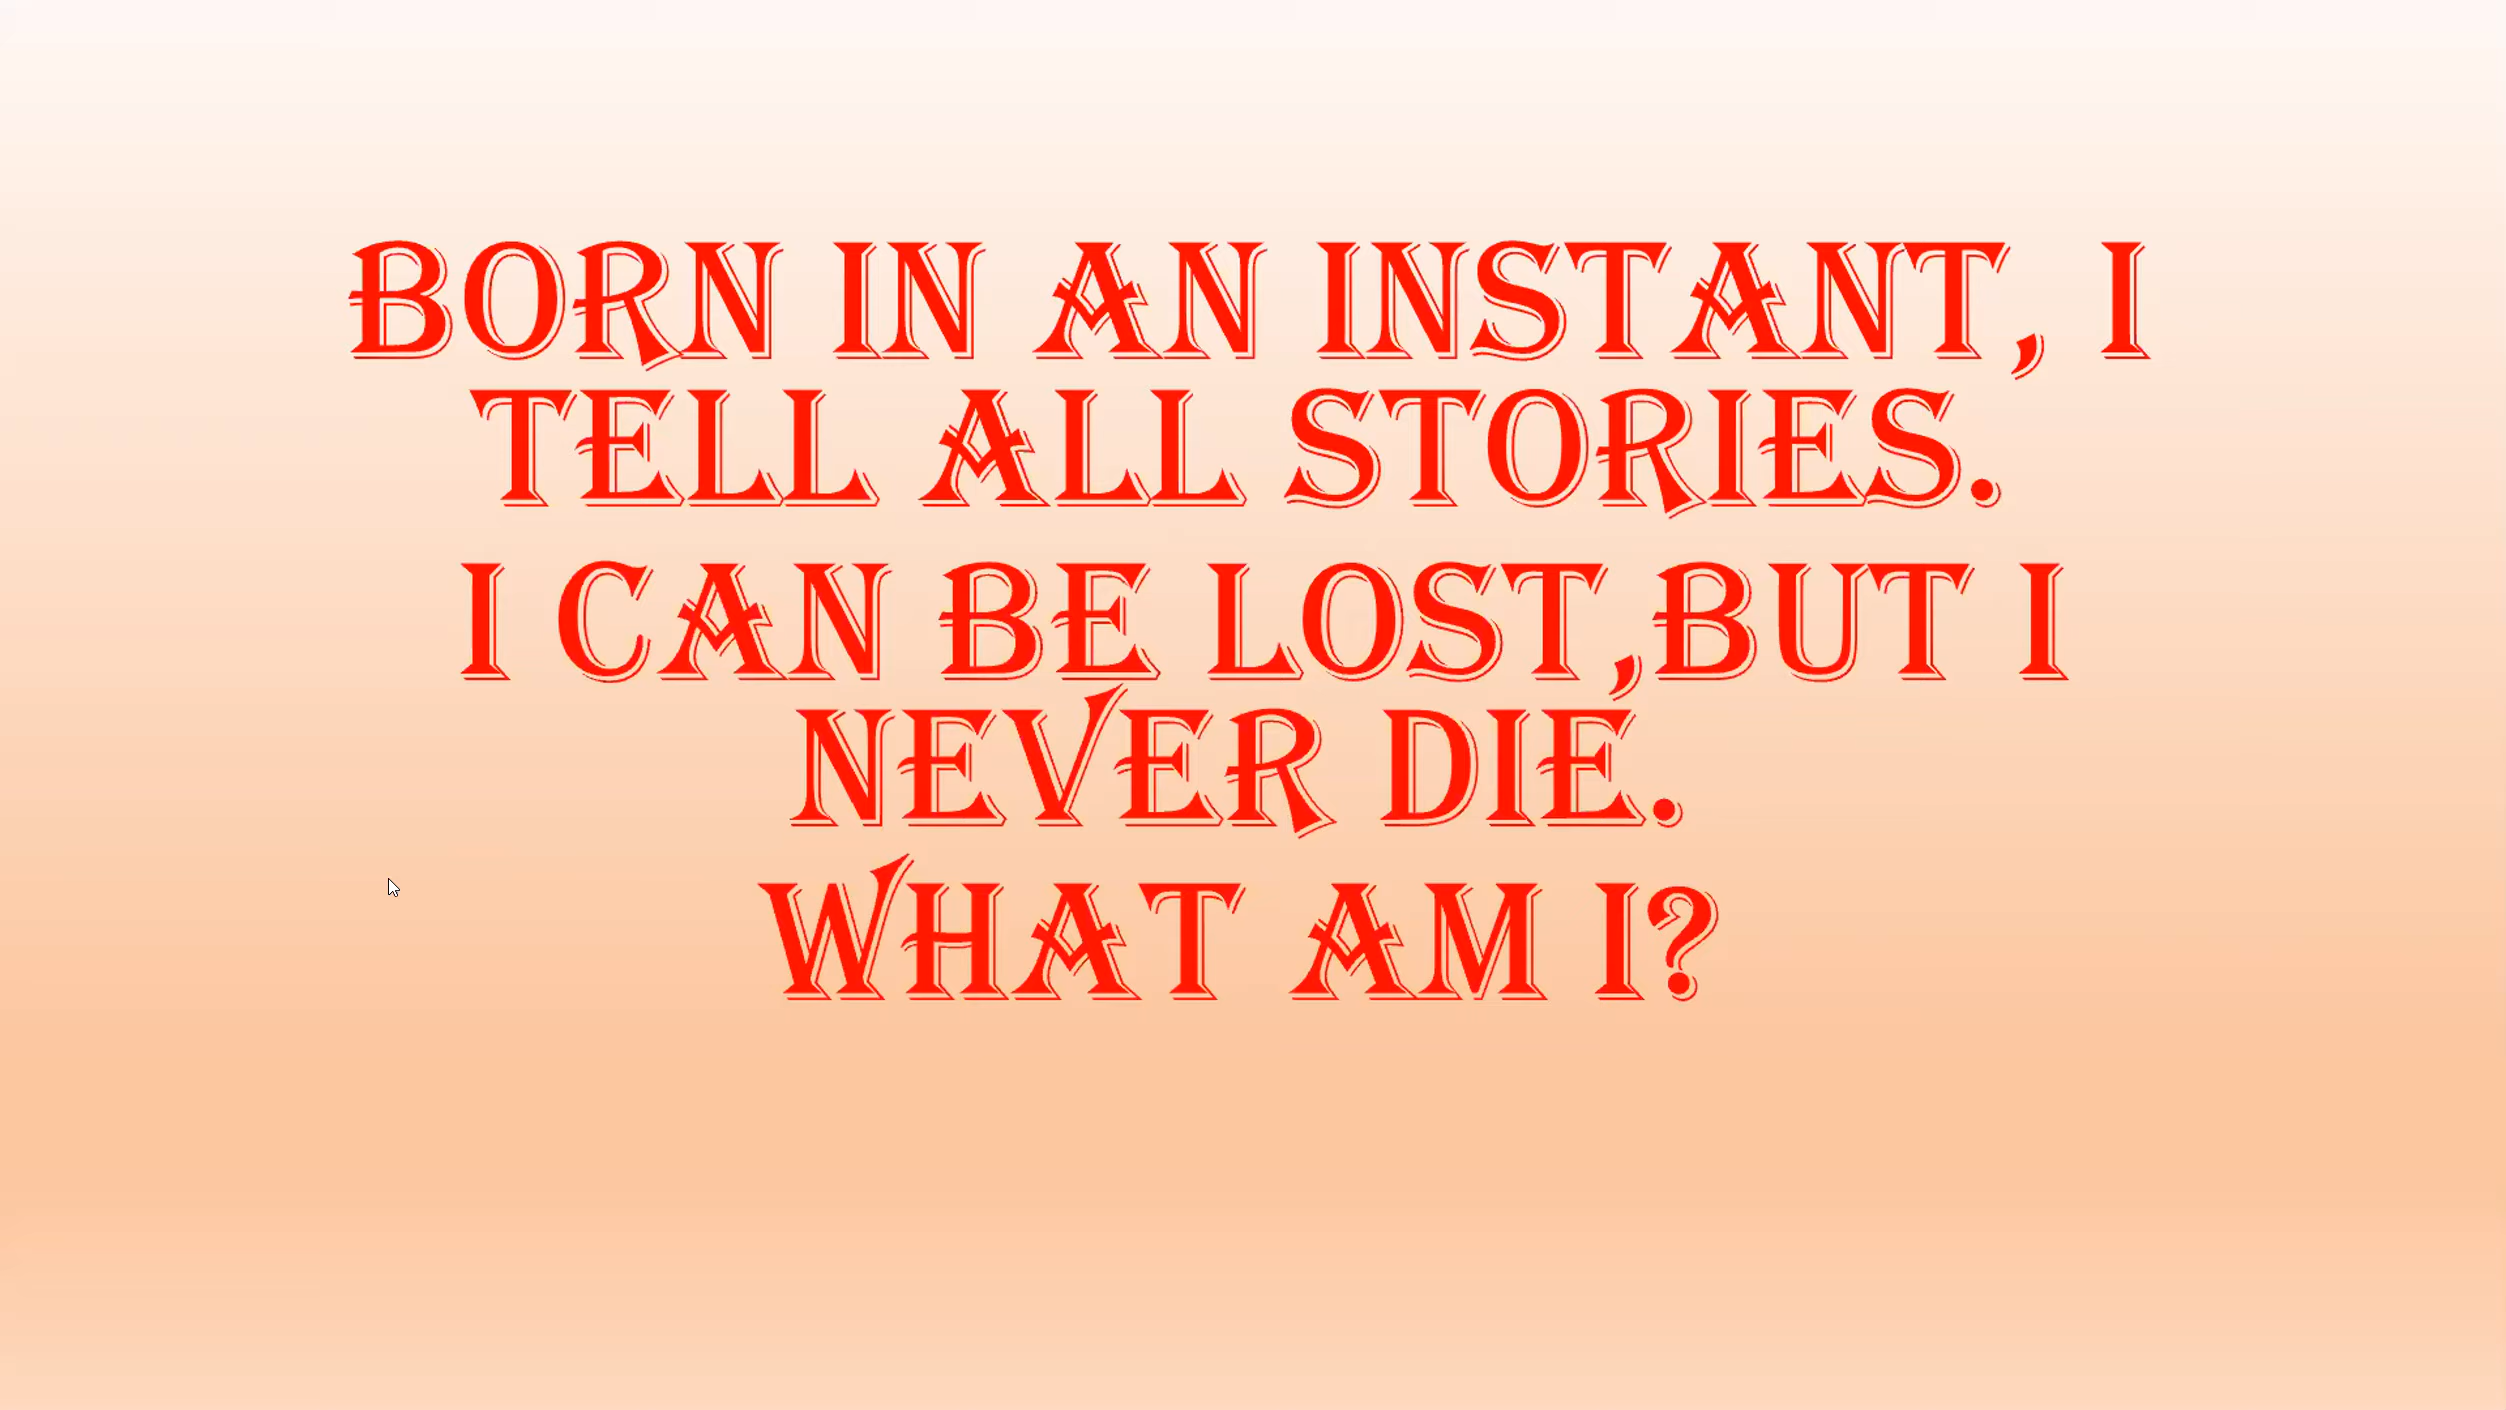 BORN IN AN INSTANT, I
TELL ALL STORIES.
I CAN BE LOST,BUT I
NEVER DIE.
WHAT AM I?